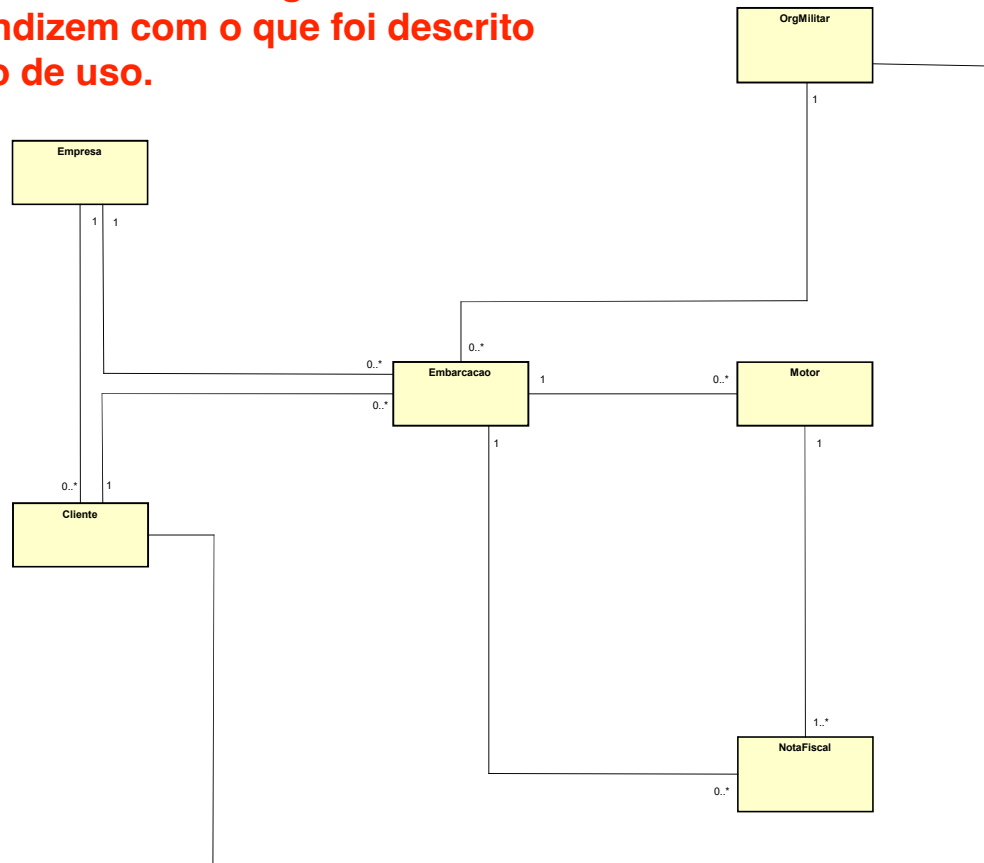 ndizem com o que foi descrito
o de uso.
OrgMilitar
1
Empresa
1 1
0..*
0..*
Embarcacao
1
0..*
Motor
0..*
1
1
0..*
1
Cliente
1..*
NotaFiscal
0..*